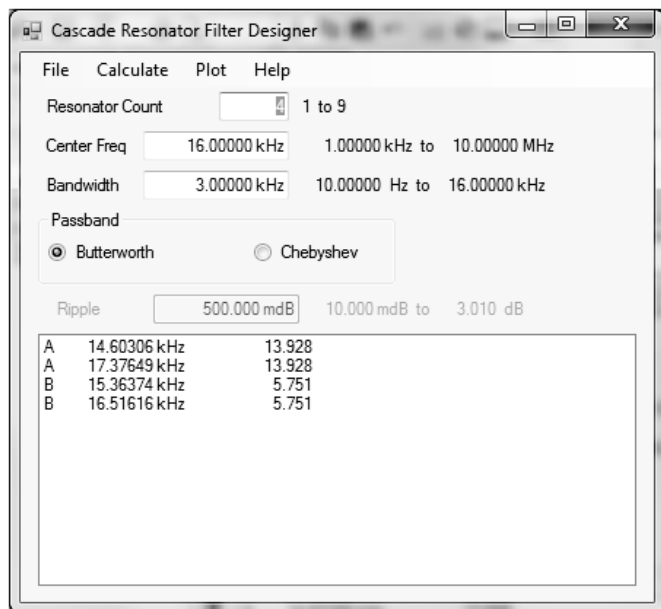 Cascade Resonator Filter Designer
File Calculate Plot Help
Resonator Count 4 1 to 9
Center Freq 16.00000 kHz 1.00000 kHz to 10.00000 MHz
Bandwidth 3.00000 kHz 10.00000 Hz to 16.00000 kHz
Passband
Butterworth Chebyshev
Ripple 500.000 mdB 10.000 mdB to 3.010 dB
A 14.60306 kHz 13.928
A 17.37649 kHz 13.928
B 15.36374 kHz 5.751
B 16.51616 kHz 5.751